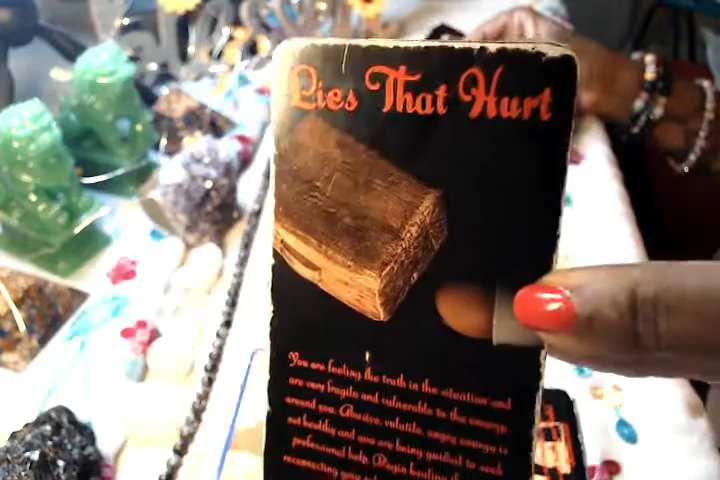 Lies That Hurt
You are feeling the truth in the situation and
are very fragile and vulnerable to the energy
around you. Abusive, volatile, angry energy is
not healthy and you are being guided to seek
professional help. Begin healing
reconnecting your